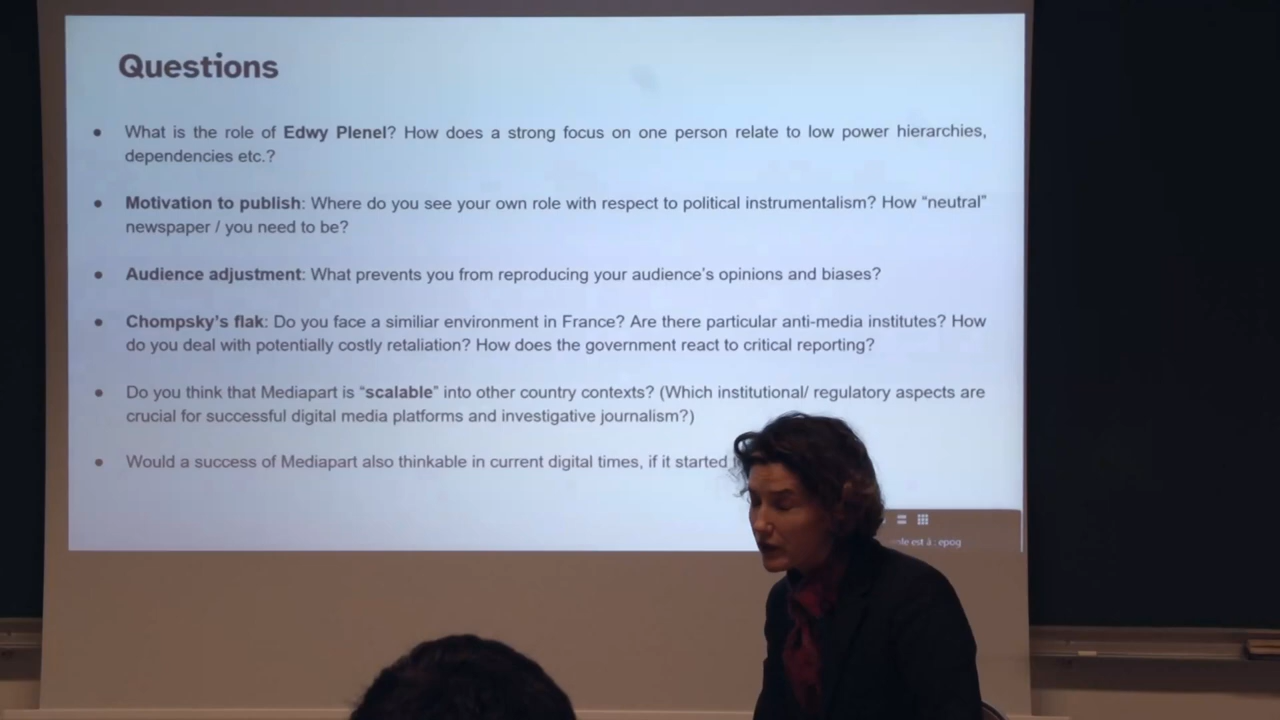 Questions
• What is the role of Edwy Plenel? How does a strong focus on one person relate to low power hierarchies,
dependencies etc.?
• Motivation to publish: Where do you see your own role with respect to political instrumentalism? How “neutral”
newspaper / you need to be?
• Audience adjustment: What prevents you from reproducing your audience’s opinions and biases?
• Chompsky’s flak: Do you face a similiar environment in France? Are there particular anti-media institutes? How
do you deal with potentially costly retaliation? How does the government react to critical reporting?
• Do you think that Mediapart is “scalable” into other country contexts? (Which institutional/ regulatory aspects are
crucial for successful digital media platforms and investigative journalism?)
• Would a success of Mediapart also thinkable in current digital times, if it started
est à : epog